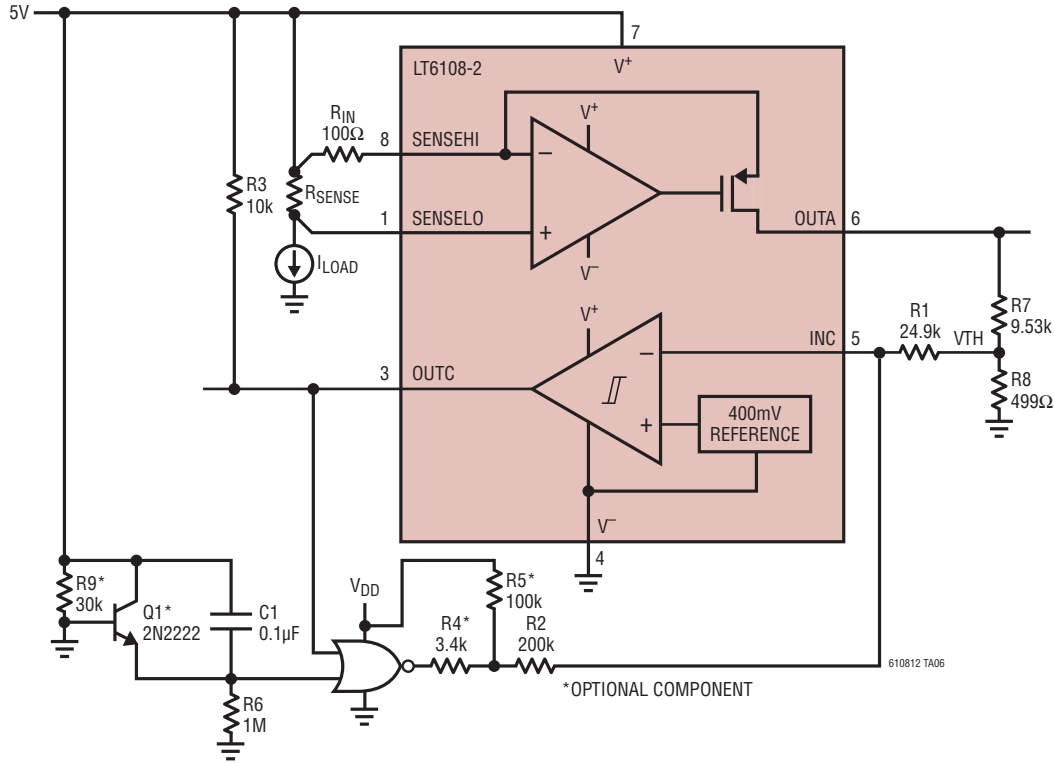 5V
7
V+
LT6108-2
RIN
100Ω
8
SENSEHI
V+
−
R3
10k
RSENSE
1
SENSELO
+
OUTA
6
V−
ILOAD
V+
INC
5
R1
24.9k
VTH
R7
9.53k
−
3
OUTC
400mV
REFERENCE
+
R8
499Ω
V−
4
R9*
30k
Q1*
2N2222
C1
0.1µF
VDD
R5*
100k
R4*
3.4k
R2
200k
610812 TA06
*OPTIONAL COMPONENT
R6
1M